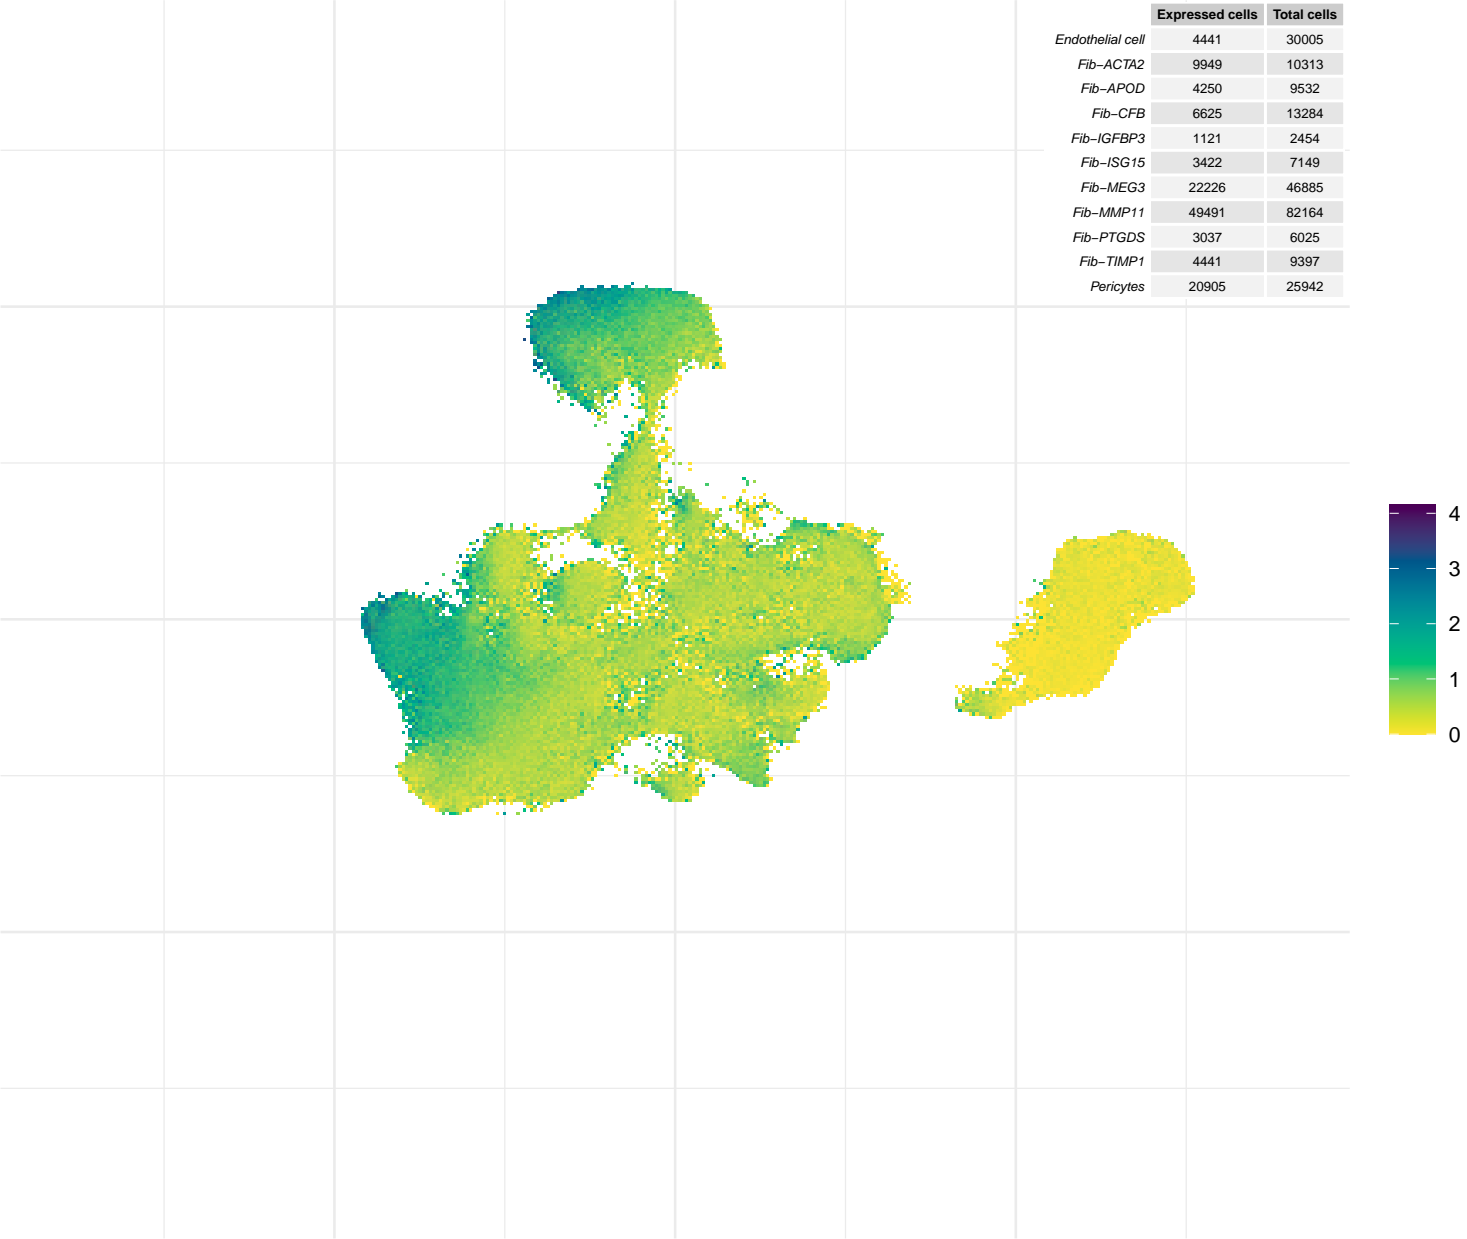 Expressed cells Total cells
Endothelial cell 4441 30005
Fib−ACTA2 9949 10313
Fib−APOD 4250 9532
Fib−CFB 6625 13284
Fib−IGFBP3 1121 2454
Fib−ISG15 3422 7149
Fib−MEG3 22226 46885
Fib−MMP11 49491 82164
Fib−PTGDS 3037 6025
Fib−TIMP1 4441 9397
Pericytes 20905 25942
4
3
2
1
0